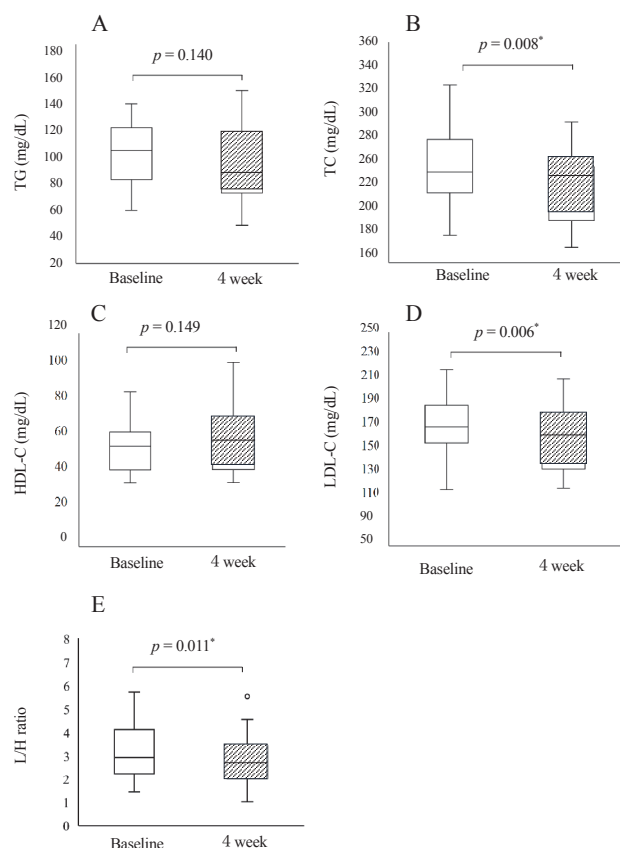 A
p = 0.140
TG (mg/dL)
180
160
140
120
100
80
60
40
20
Baseline
4 week
B
p = 0.008*
TC (mg/dL)
360
340
320
300
280
260
240
220
200
180
160
Baseline
4 week
C
p = 0.149
HDL-C (mg/dL)
120
100
80
60
40
20
0
Baseline
4 week
D
p = 0.006*
LDL-C (mg/dL)
250
230
210
190
170
150
130
110
90
70
50
Baseline
4 week
E
p = 0.011*
L/H ratio
8
7
6
5
4
3
2
1
0
Baseline
4 week